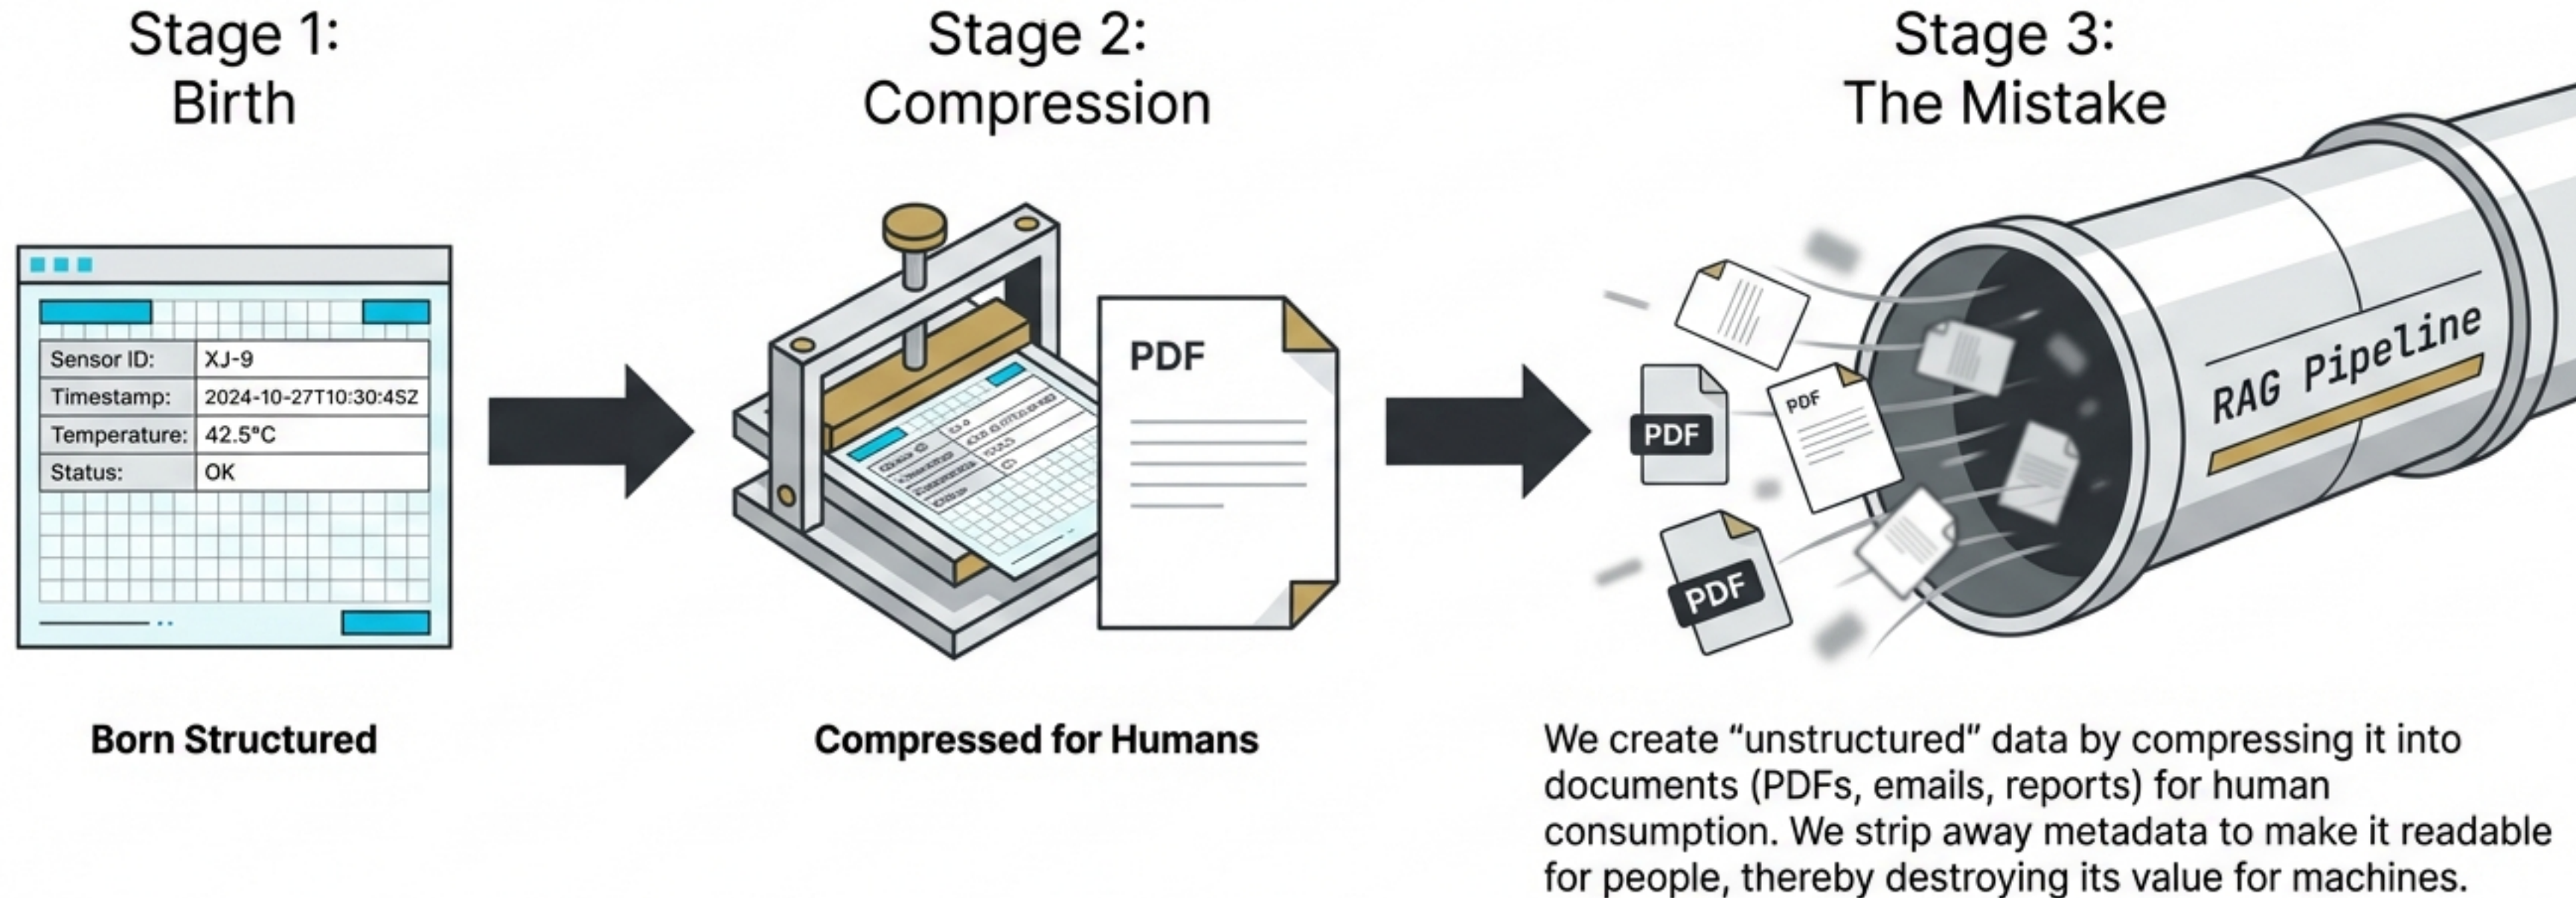 Stage 1:
Birth
Sensor ID: XJ-9
Timestamp: 2024-10-27T10:30:4SZ
Temperature: 42.5°C
Status: OK
Born Structured
Stage 2:
Compression
PDF
Compressed for Humans
Stage 3:
The Mistake
PDF
PDF
PDF
RAG Pipeline
We create “unstructured” data by compressing it into
documents (PDFs, emails, reports) for human
consumption. We strip away metadata to make it readable
for people, thereby destroying its value for machines.